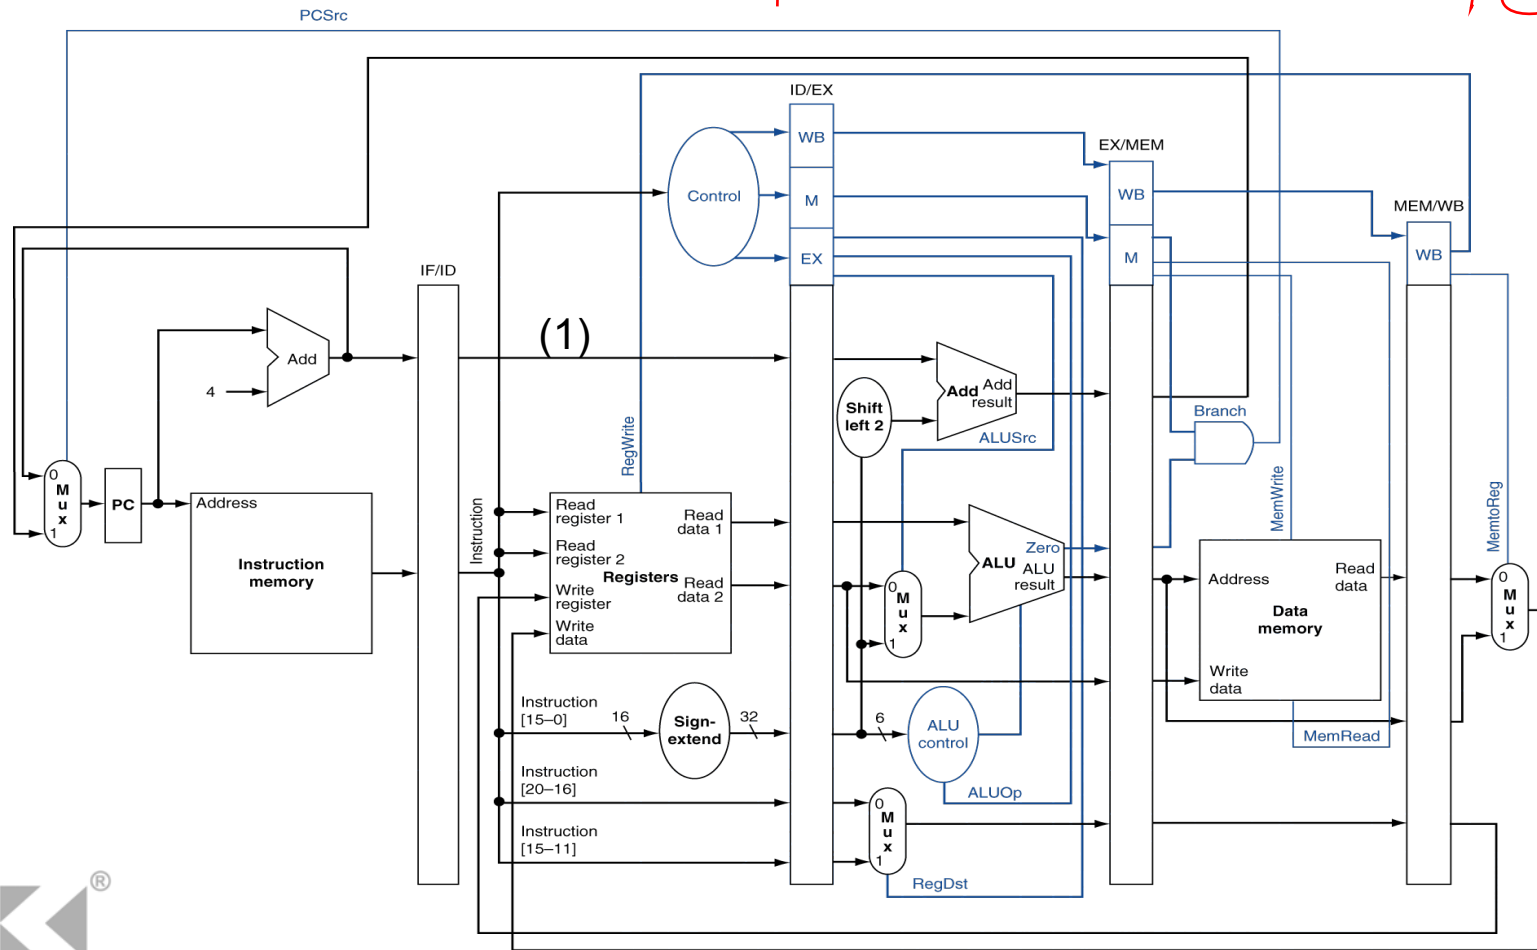 PCSrc
ID/EX
WB
EX/MEM
Control
M
WB
MEM/WB
EX
M
WB
IF/ID
(1)
Add
4
Add
Add
result
Shift
left 2
Branch
ALUSrc
RegWrite
MemWrite
MemtoReg
0
M
u
x
1
PC
Address
Instruction
memory
Instruction
Read
register 1
Read
register 2
Write
register
Write
data
Registers
Read
data 1
Read
data 2
Zero
ALU
ALU
result
0
M
u
x
1
Address
Read
data
Data
memory
Write
data
0
M
u
x
1
Instruction
[15–0]
16
Sign-
extend
32
6
ALU
control
MemRead
Instruction
[20–16]
ALUOp
0
M
u
x
1
Instruction
[15–11]
RegDst
®